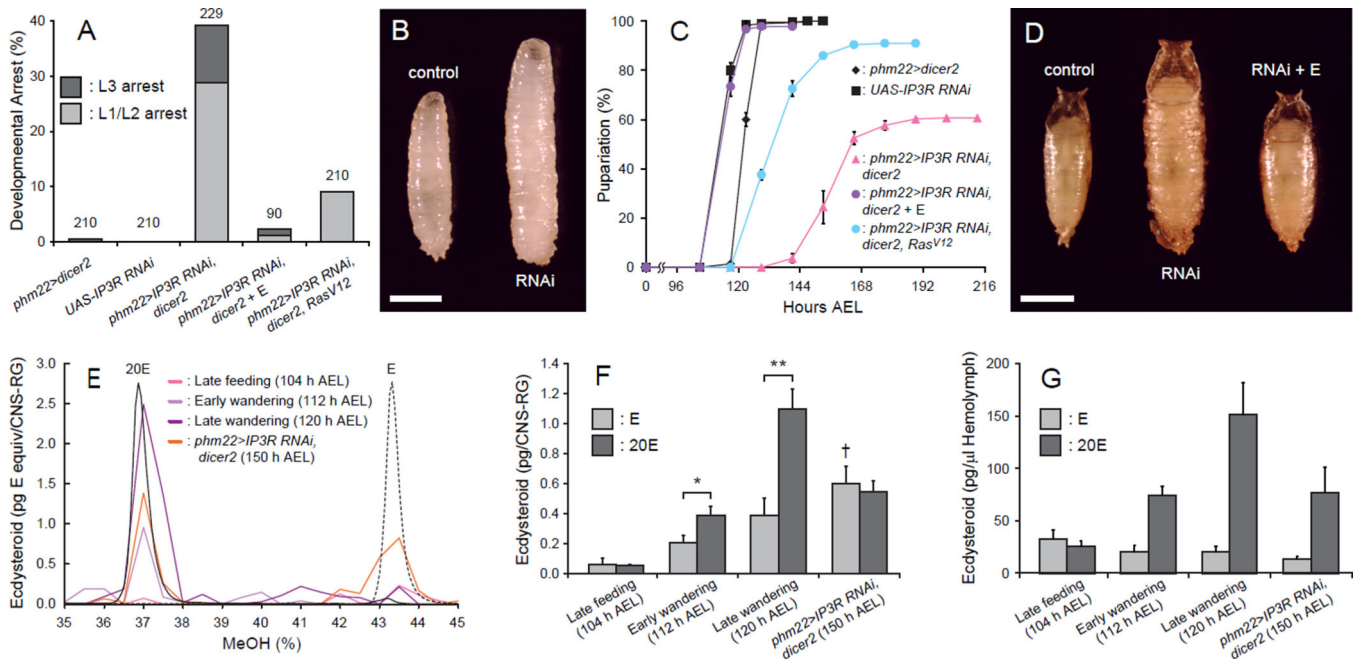 A
Developmental Arrest (%)
50
40
30
20
10
0
: L3 arrest
: L1/L2 arrest
210
210
229
90
210
phm22>dicer2
UAS-IP3R RNAi
phm22>IP3R RNAi,
dicer2
phm22>IP3R RNAi,
dicer2 + E
phm22>IP3R RNAi,
dicer2, RasV12
B
control
RNAi
C
Pupariation (%)
100
80
60
40
20
0
0
96
120
144
168
192
216
Hours AEL
: phm22>dicer2
: UAS-IP3R RNAi
: phm22>IP3R RNAi,
dicer2
: phm22>IP3R RNAi,
dicer2 + E
: phm22>IP3R RNAi,
dicer2, RasV12
D
control
RNAi + E
RNAi
E
Ecdysteroid (pg E equiv/CNS-RG)
3.0
2.5
2.0
1.5
1.0
0.5
0.0
20E
E
: Late feeding (104 h AEL)
: Early wandering (112 h AEL)
: Late wandering (120 h AEL)
: phm22>IP3R RNAi,
dicer2 (150 h AEL)
35
36
37
38
39
40
41
42
43
44
45
MeOH (%)
F
Ecdysteroid (pg/CNS-RG)
1.4
1.2
1.0
0.8
0.6
0.4
0.2
0.0
: E
: 20E
*
**
†
Late feeding
(104 h AEL)
Early wandering
(112 h AEL)
Late wandering
(120 h AEL)
phm22>IP3R RNAi,
dicer2 (150 h AEL)
G
Ecdysteroid (pg/µl Hemolymph)
200
150
100
50
0
: E
: 20E
Late feeding
(104 h AEL)
Early wandering
(112 h AEL)
Late wandering
(120 h AEL)
phm22>IP3R RNAi,
dicer2 (150 h AEL)